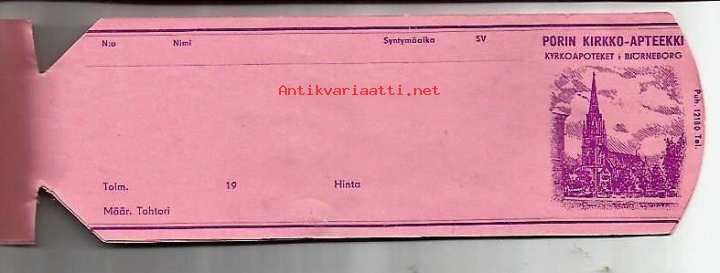 N:o Nimi Syntymäaika SV
PORIN KIRKKO-APTEEKKI
KYRKOAPOTEKET i BJÖRNEBORG
Antikvariaatti.net
Puh. 12180 Tel.
Toim. 19 Hinta
Määr. Tohtori